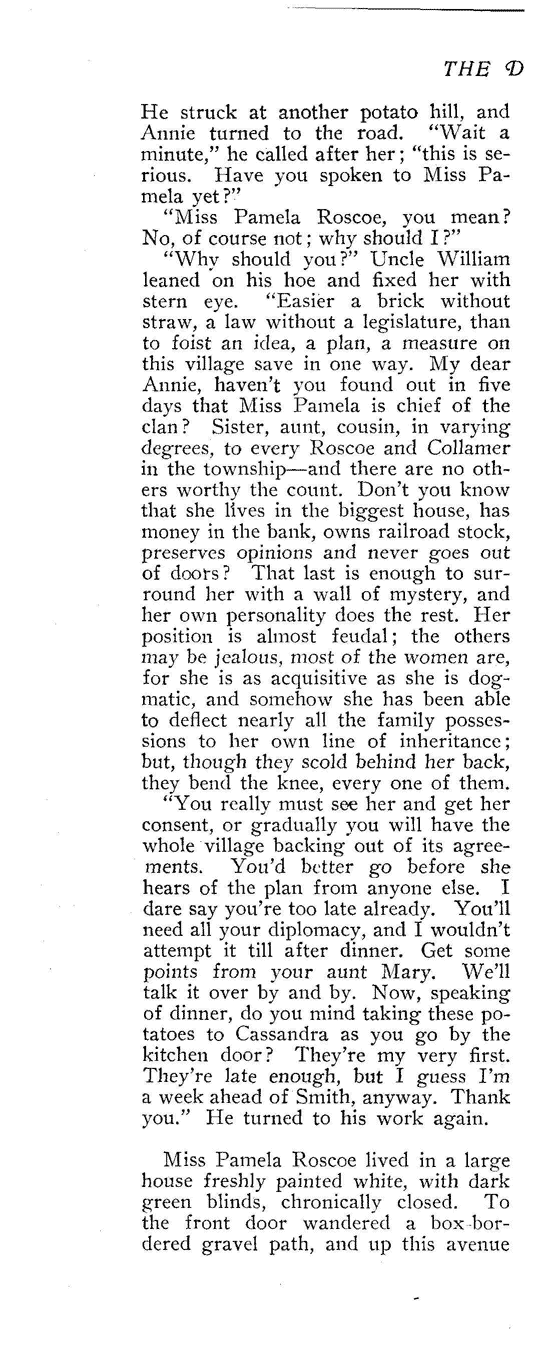 THE D
He struck at another potato hill, and
Annie turned to the road. "Wait a
minute," he called after her; "this is se-
rious. Have you spoken to Miss Pa-
mela yet?"
"Miss Pamela Roscoe, you mean?
No, of course not; why should I?"
"Why should you?" Uncle William
leaned on his hoe and fixed her with
stern eye. "Easier a brick without
straw, a law without a legislature, than
to foist an idea, a plan, a measure on
this village save in one way. My dear
Annie, haven't you found out in five
days that Miss Pamela is chief of the
clan? Sister, aunt, cousin, in varying
degrees, to every Roscoe and Collamer
in the township—and there are no oth-
ers worthy the count. Don't you know
that she lives in the biggest house, has
money in the bank, owns railroad stock,
preserves opinions and never goes out
of doors? That last is enough to sur-
round her with a wall of mystery, and
her own personality does the rest. Her
position is almost feudal; the others
may be jealous, most of the women are,
for she is as acquisitive as she is dog-
matic, and somehow she has been able
to deflect nearly all the family posses-
sions to her own line of inheritance;
but, though they scold behind her back,
they bend the knee, every one of them.
"You really must see her and get her
consent, or gradually you will have the
whole village backing out of its agree-
ments. You'd better go before she
hears of the plan from anyone else. I
dare say you're too late already. You'll
need all your diplomacy, and I wouldn't
attempt it till after dinner. Get some
points from your aunt Mary. We'll
talk it over by and by. Now, speaking
of dinner, do you mind taking these po-
tatoes to Cassandra as you go by the
kitchen door? They're my very first.
They're late enough, but I guess I'm
a week ahead of Smith, anyway. Thank
you." He turned to his work again.
Miss Pamela Roscoe lived in a large
house freshly painted white, with dark
green blinds, chronically closed. To
the front door wandered a box-bor-
dered gravel path, and up this avenue